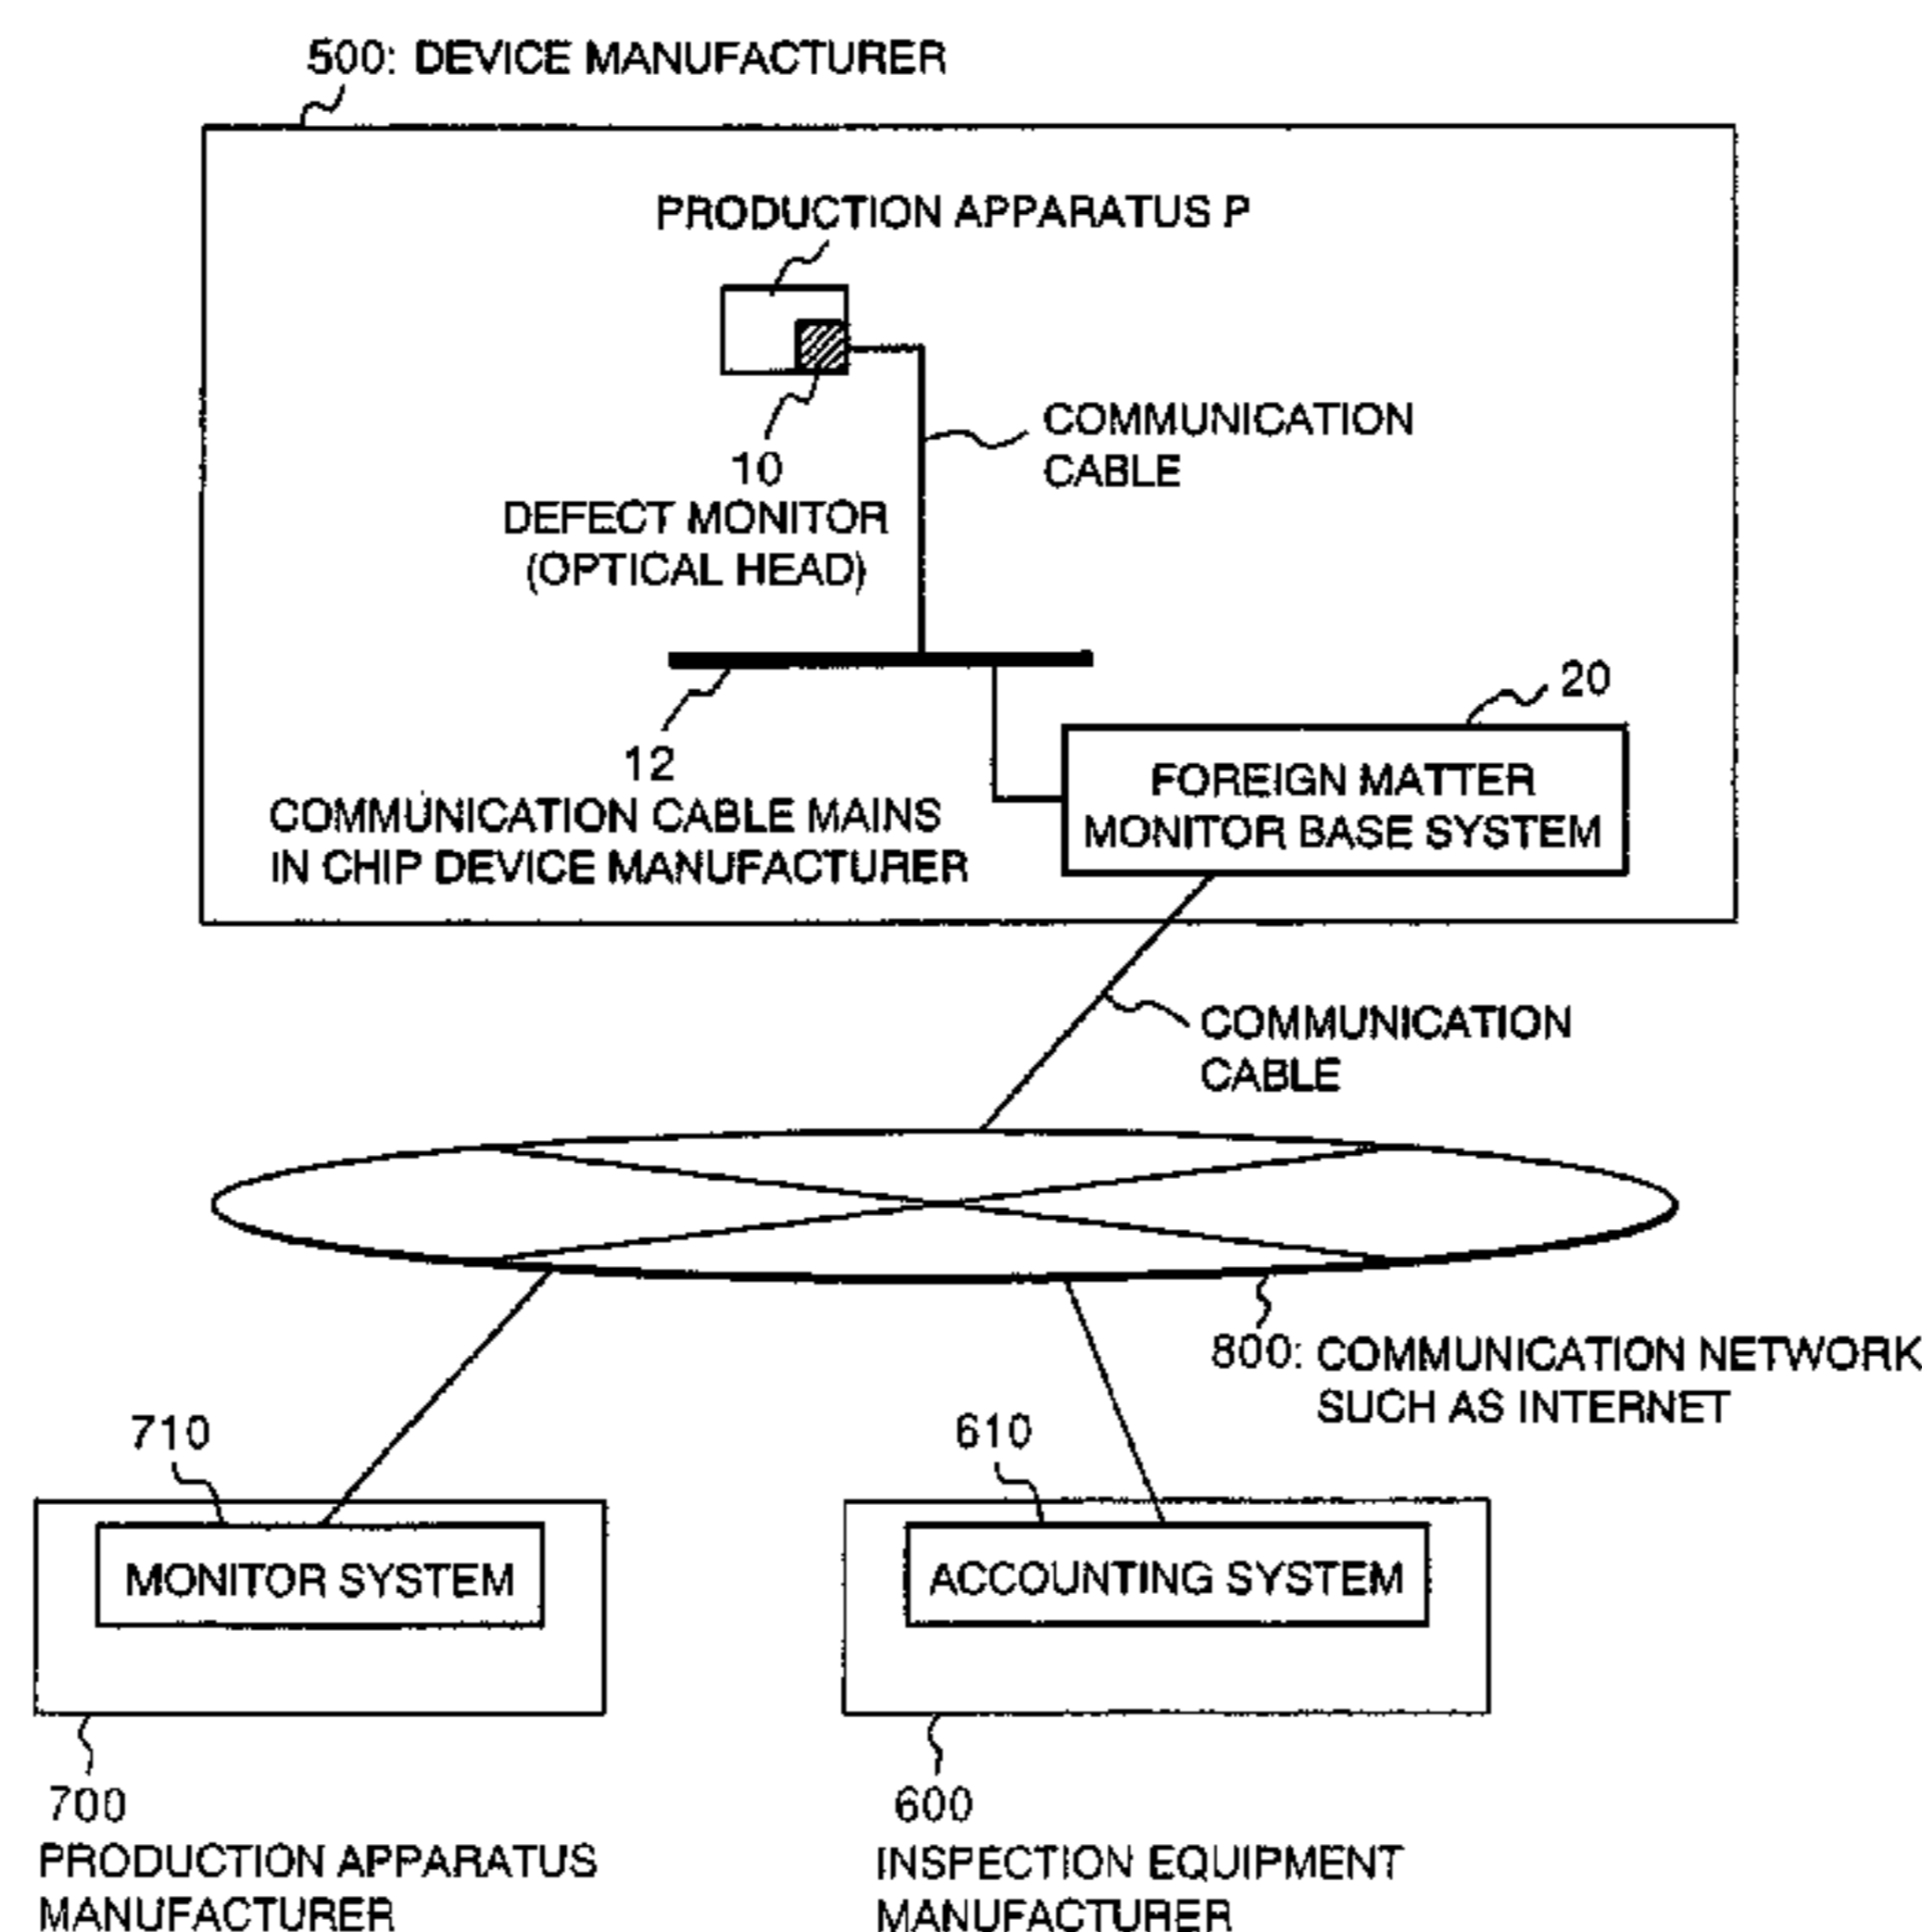 500: DEVICE MANUFACTURER
PRODUCTION APPARATUS P
10
DEFECT MONITOR
(OPTICAL HEAD)
COMMUNICATION
CABLE
12
COMMUNICATION CABLE MAINS
IN CHIP DEVICE MANUFACTURER
20
FOREIGN MATTER
MONITOR BASE SYSTEM
COMMUNICATION
CABLE
800: COMMUNICATION NETWORK
SUCH AS INTERNET
710
MONITOR SYSTEM
700
PRODUCTION APPARATUS
MANUFACTURER
610
ACCOUNTING SYSTEM
600
INSPECTION EQUIPMENT
MANUFACTURER